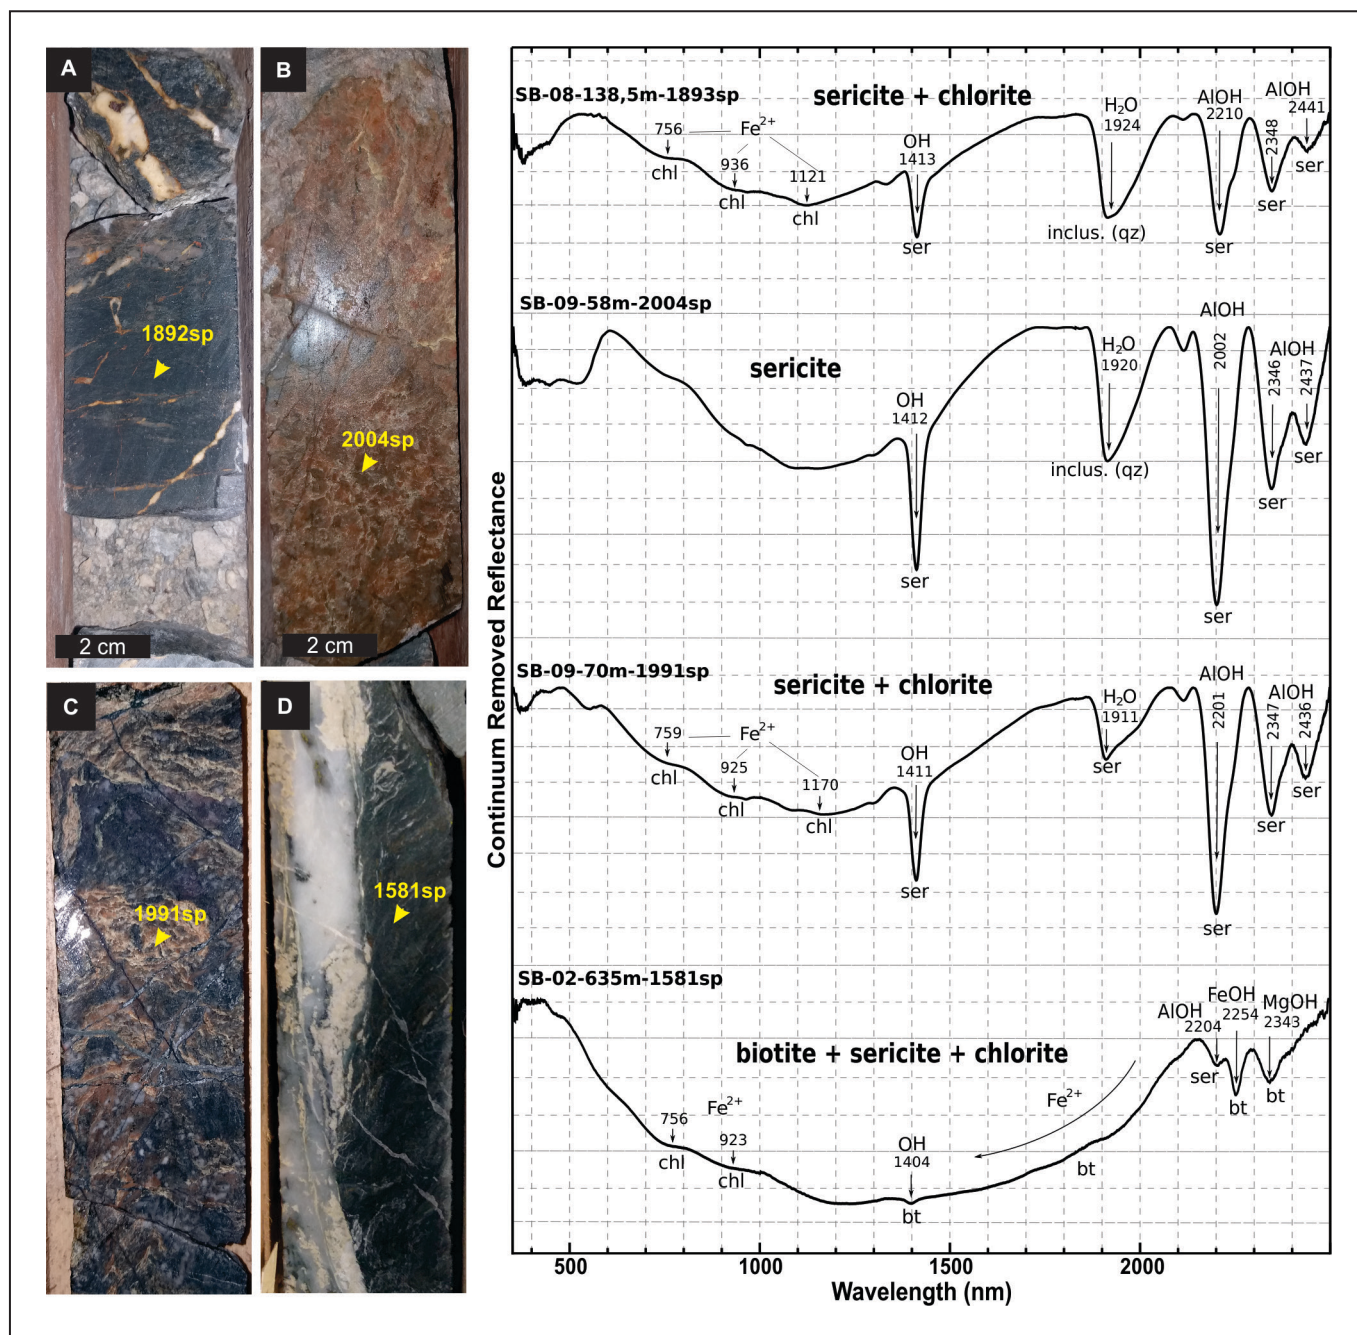 A
1892sp
2 cm
B
2004sp
2 cm
C
1991sp
D
1581sp
Continuum Removed Reflectance
SB-08-138,5m-1893sp
sericite + chlorite
756
Fe2+
936
1121
chl
chl
chl
OH
1413
ser
H2O
1924
inclus. (qz)
AlOH
2210
ser
AlOH
2348
2441
ser
ser
SB-09-58m-2004sp
sericite
OH
1412
ser
H2O
1920
inclus. (qz)
AlOH
2002
ser
AlOH
2346
2437
ser
ser
SB-09-70m-1991sp
sericite + chlorite
759
Fe2+
925
1170
chl
chl
chl
OH
1411
ser
H2O
1911
ser
AlOH
2201
ser
AlOH
2347
2436
ser
ser
SB-02-635m-1581sp
biotite + sericite + chlorite
756
Fe2+
923
chl
chl
OH
1404
bt
Fe2+
bt
AlOH
2204
ser
FeOH
2254
bt
MgOH
2343
bt
500
1000
1500
2000
Wavelength (nm)